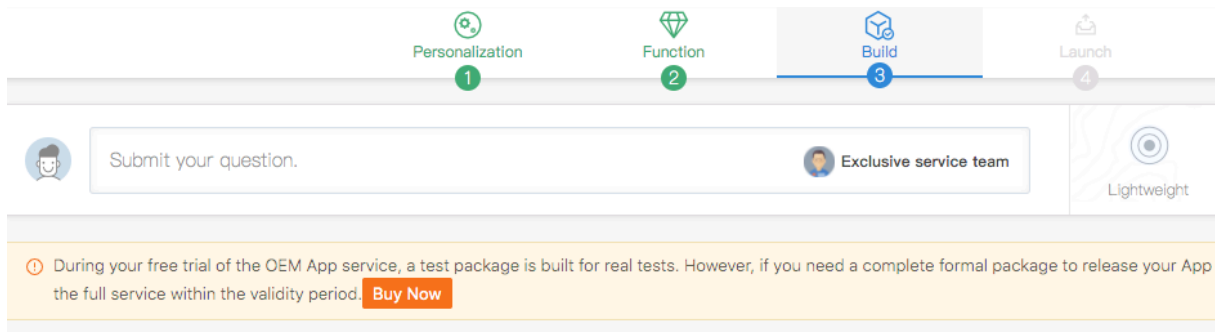 Personalization
Function
Build
Launch
1
2
3
4
Submit your question.
Exclusive service team
Lightweight
During your free trial of the OEM App service, a test package is built for real tests. However, if you need a complete formal package to release your App
the full service within the validity period. Buy Now